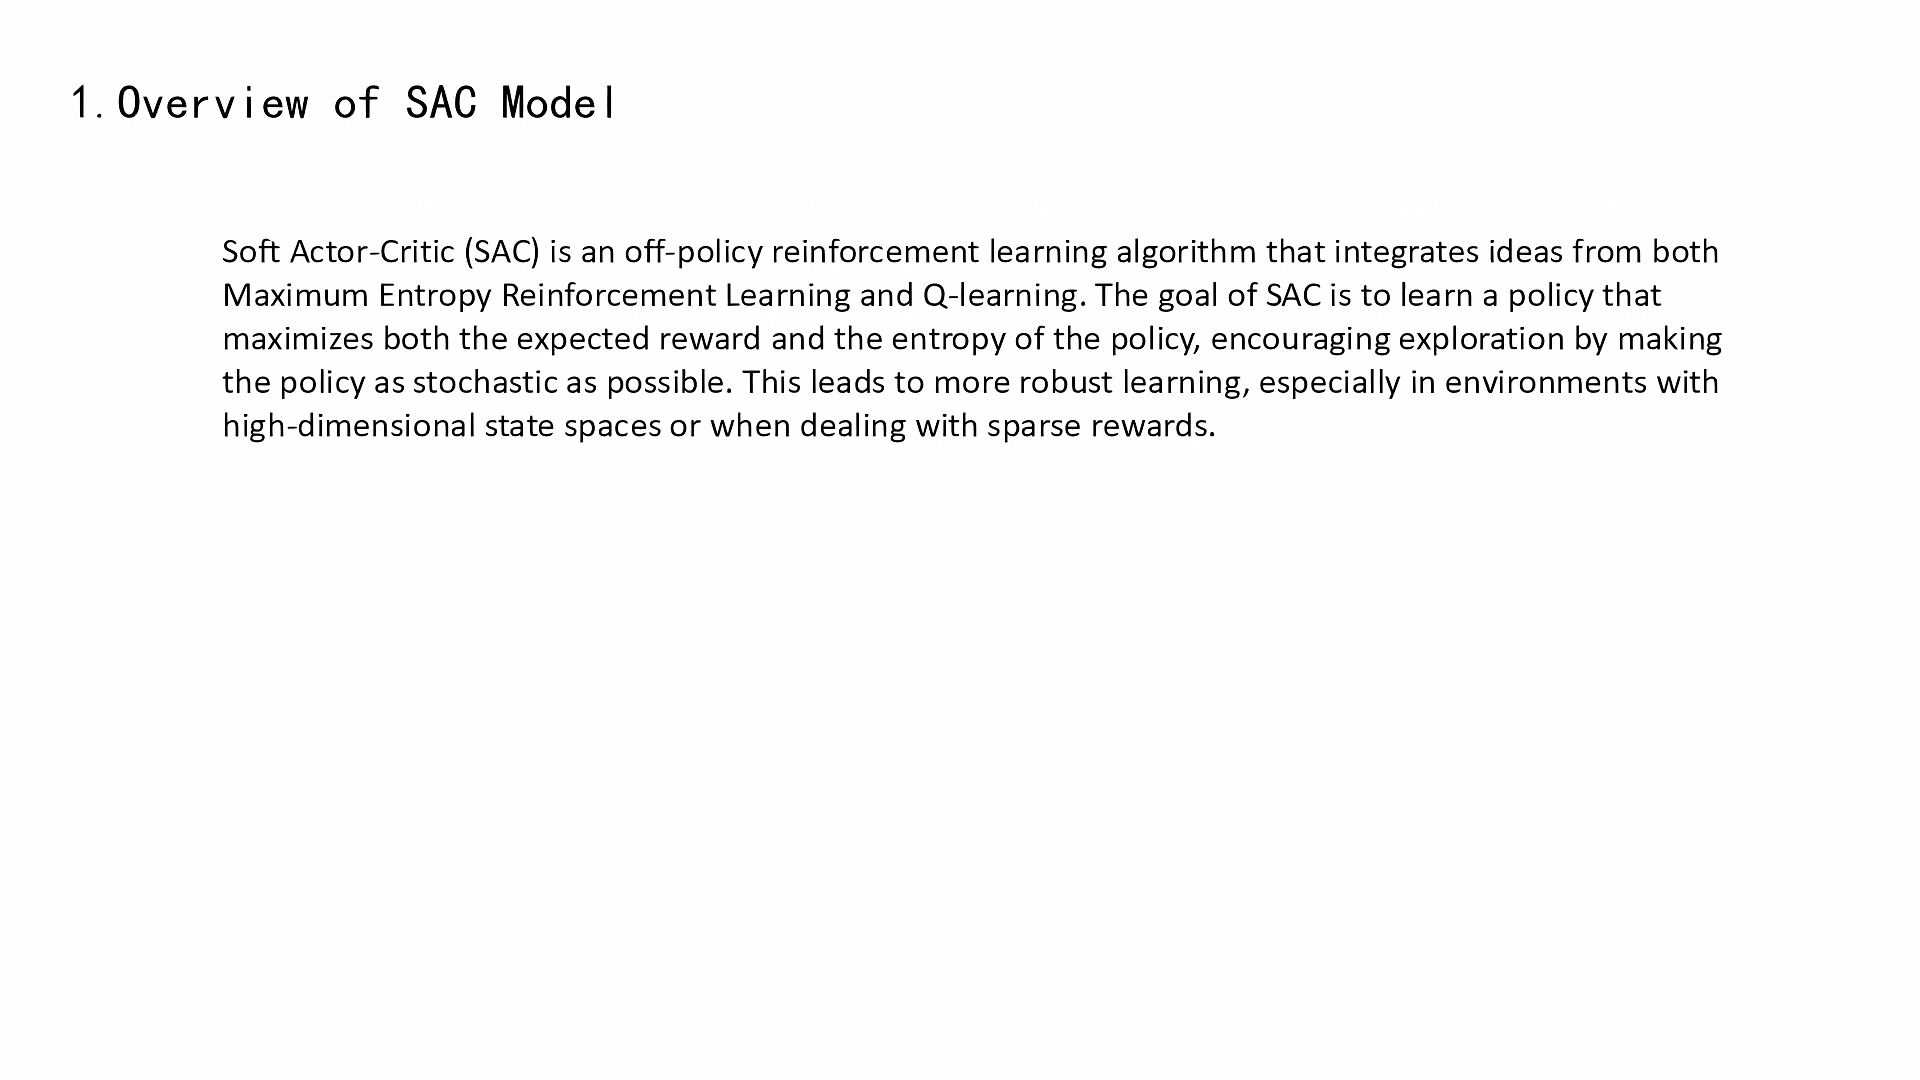 1.Overview of SAC Model
Soft Actor-Critic (SAC) is an off-policy reinforcement learning algorithm that integrates ideas from both
Maximum Entropy Reinforcement Learning and Q-learning. The goal of SAC is to learn a policy that
maximizes both the expected reward and the entropy of the policy, encouraging exploration by making
the policy as stochastic as possible. This leads to more robust learning, especially in environments with
high-dimensional state spaces or when dealing with sparse rewards.